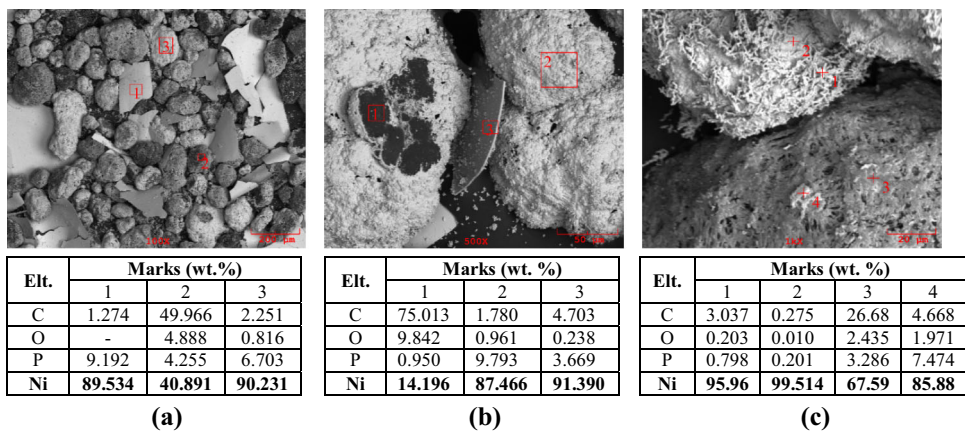 1
3
2
1
2
3
500X
50 µm
2
1
3
4
20 µm
Elt. Marks (wt.%)
1 2 3
C 1.274 49.966 2.251
O - 4.888 0.816
P 9.192 4.255 6.703
Ni 89.534 40.891 90.231
(a)
Elt. Marks (wt. %)
1 2 3
C 75.013 1.780 4.703
O 9.842 0.961 0.238
P 0.950 9.793 3.669
Ni 14.196 87.466 91.390
(b)
Elt. Marks (wt. %)
1 2 3 4
C 3.037 0.275 26.68 4.668
O 0.203 0.010 2.435 1.971
P 0.798 0.201 3.286 7.474
Ni 95.96 99.514 67.59 85.88
(c)